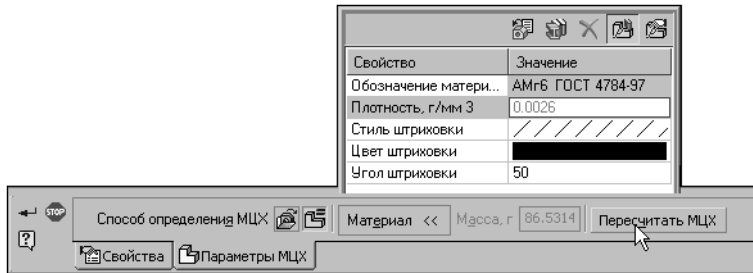 Свойство Значение
Обозначение матери... АМг6 ГОСТ 4784-97
Плотность, г/мм 3 0.0026
Стиль штриховки
Цвет штриховки
Угол штриховки 50
STOP Способ определения МЦХ Материал << Масса, г 86.5314 Пересчитать МЦХ
?
Свойства Параметры МЦХ